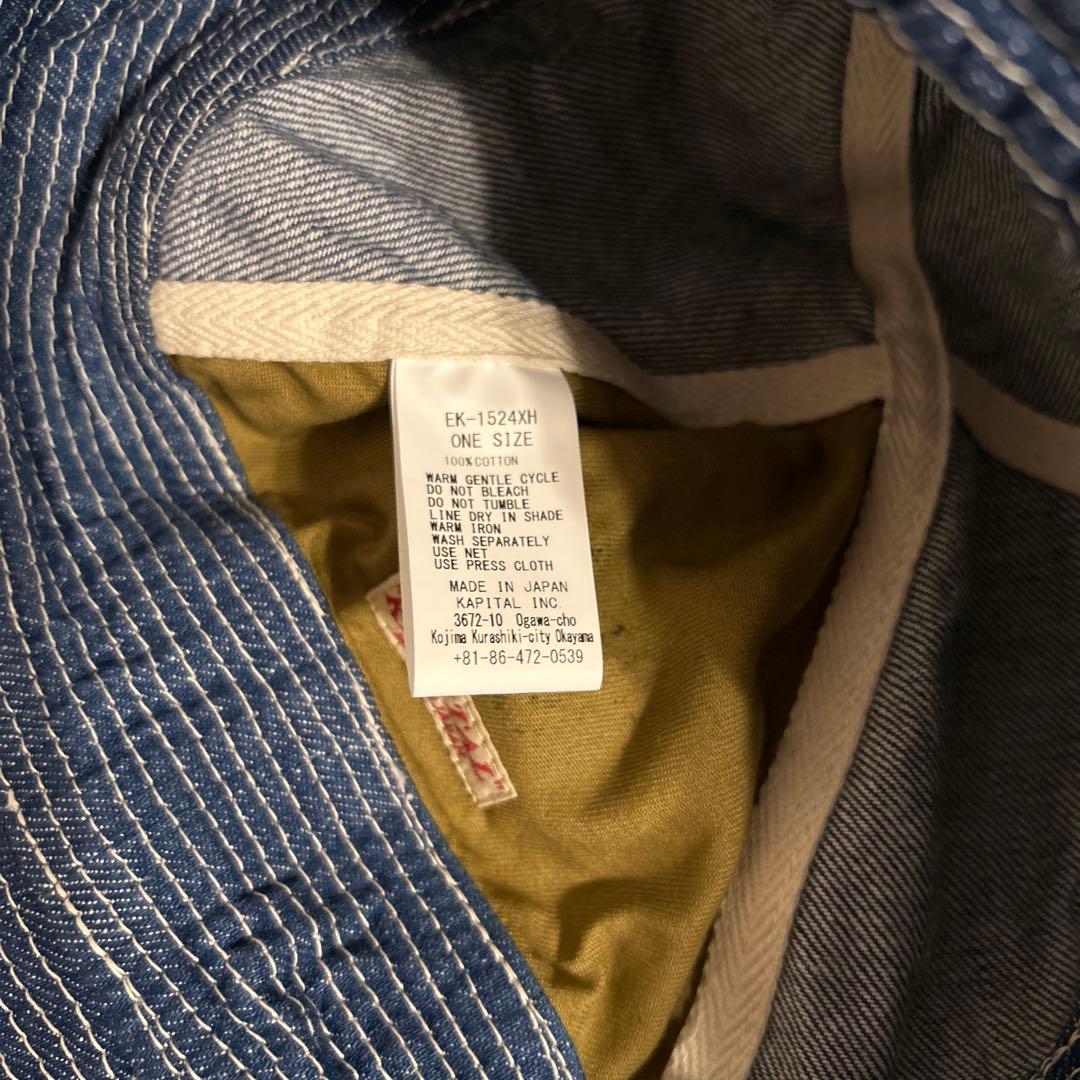 EK-1524XH
ONE SIZE
100%COTTON
WARM GENTLE CYCLE
DO NOT BLEACH
DO NOT TUMBLE
LINE DRY IN SHADE
WARM IRON
WASH SEPARATELY
USE NET
USE PRESS CLOTH
MADE IN JAPAN
KAPITAL INC.
3672-10 Ogawa-cho
Kojima Kurashiki-city Okayama
+81-86-472-0539